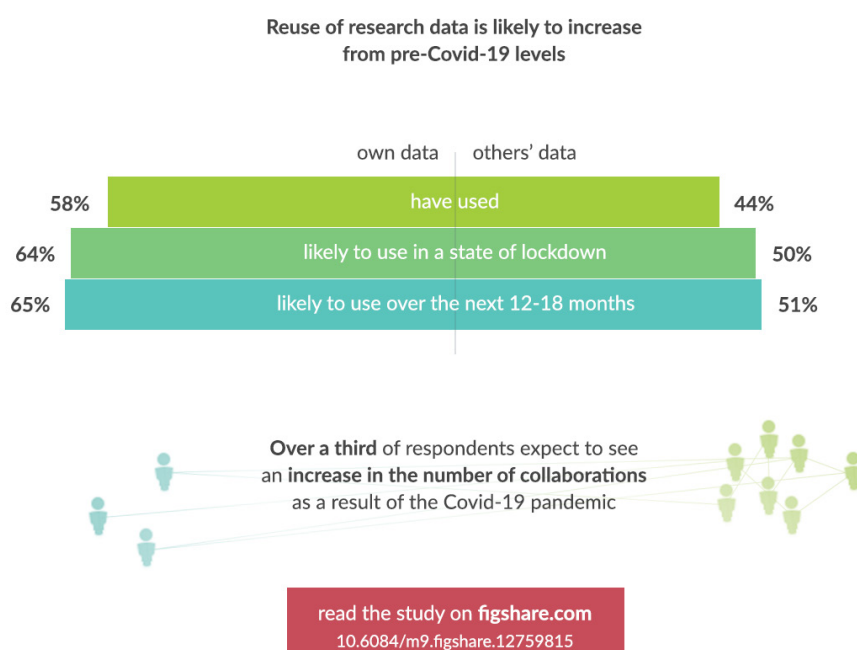 Reuse of research data is likely to increase
from pre-Covid-19 levels
own data others' data
58% have used 44%
64% likely to use in a state of lockdown 50%
65% likely to use over the next 12-18 months 51%
Over a third of respondents expect to see
an increase in the number of collaborations
as a result of the Covid-19 pandemic
read the study on figshare.com
10.6084/m9.figshare.12759815